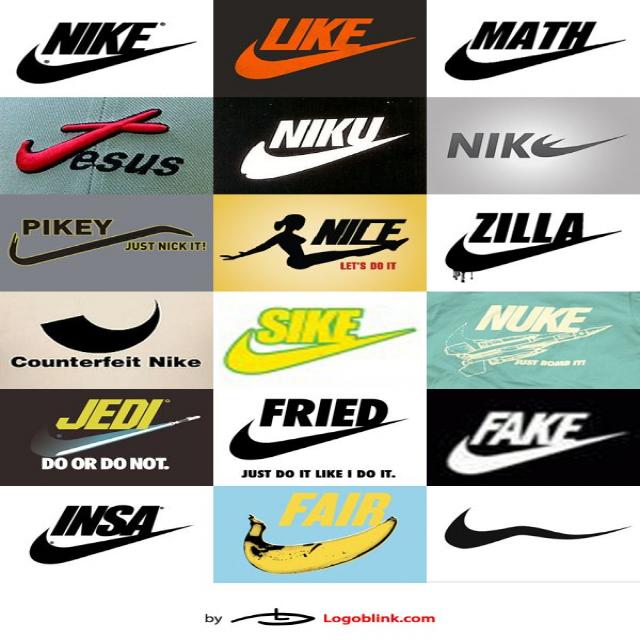 NIKE
LIKE
MATH
Jesus
NIKU
NIKE
PIKEY
JUST NICK IT!
NICE
LET'S DO IT
ZILLA
Counterfeit Nike
SIKE
NUKE
JUST BOMB IT!
JEDI
DO OR DO NOT.
FRIED
JUST DO IT LIKE I DO IT.
FAKE
INSA
FAIR
by Logoblink.com